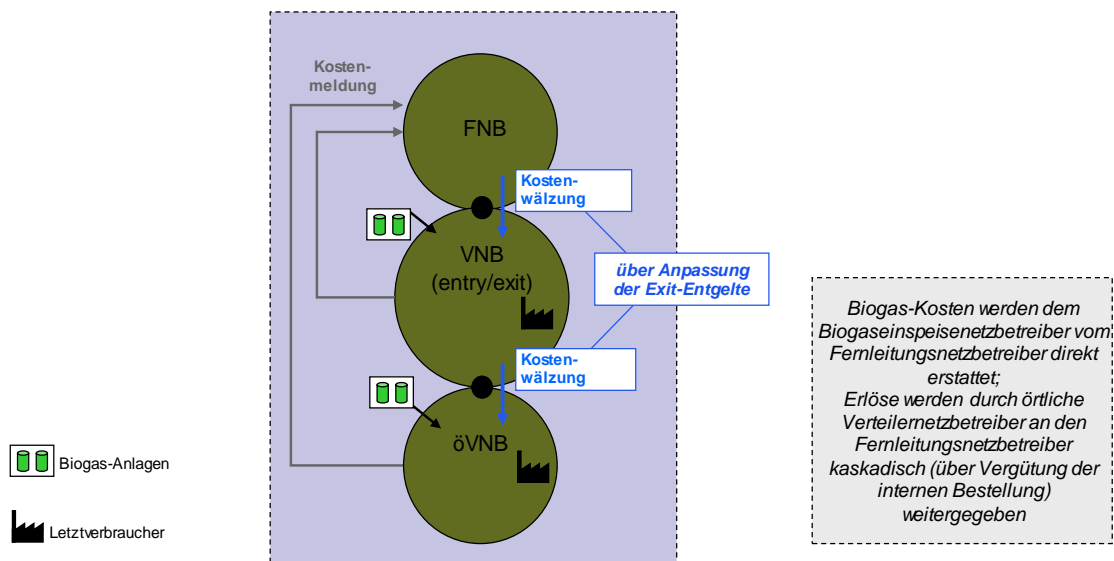 Kosten-
meldung
FNB
Kosten-
wälzung
VNB
(entry/exit)
über Anpassung
der Exit-Entgelte
Kosten-
wälzung
öVNB
Biogas-Anlagen
Letztverbraucher
Biogas-Kosten werden dem
Biogaseinspeisenetzbetreiber vom
Fernleitungsnetzbetreiber direkt
erstattet;
Erlöse werden durch örtliche
Verteilernetzbetreiber an den
Fernleitungsnetzbetreiber
kaskadisch (über Vergütung der
internen Bestellung)
weitergegeben